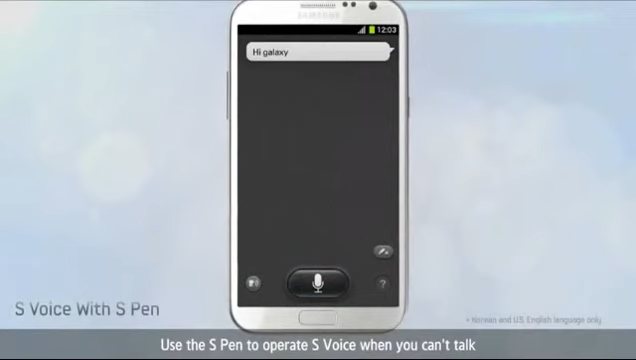 SAMSUNG
12:03
Hi galaxy
?
S Voice With S Pen
* Korean and U.S. English language only
Use the S Pen to operate S Voice when you can't talk